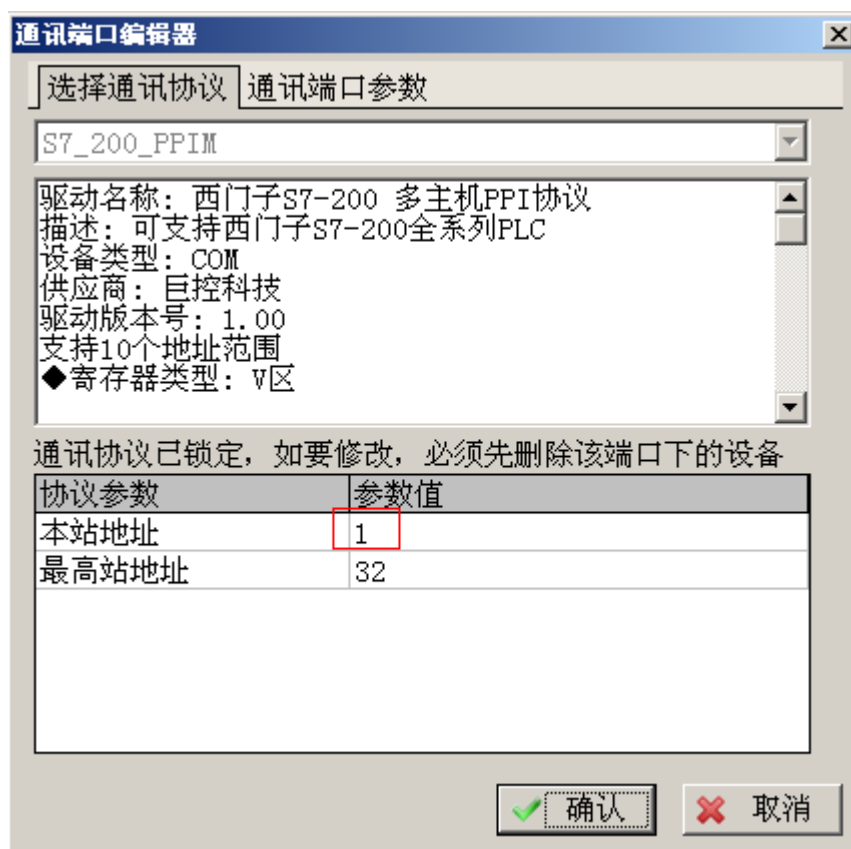 通讯端口编辑器
选择通讯协议 通讯端口参数
S7_200_PPIM
驱动名称: 西门子S7-200 多主机PPI协议
描述: 可支持西门子S7-200全系列PLC
设备类型: COM
供应商: 巨控科技
驱动版本号: 1.00
支持10个地址范围
◆寄存器类型: V区
通讯协议已锁定，如要修改，必须先删除该端口下的设备
协议参数 参数值
本站地址 1
最高站地址 32
确认 取消